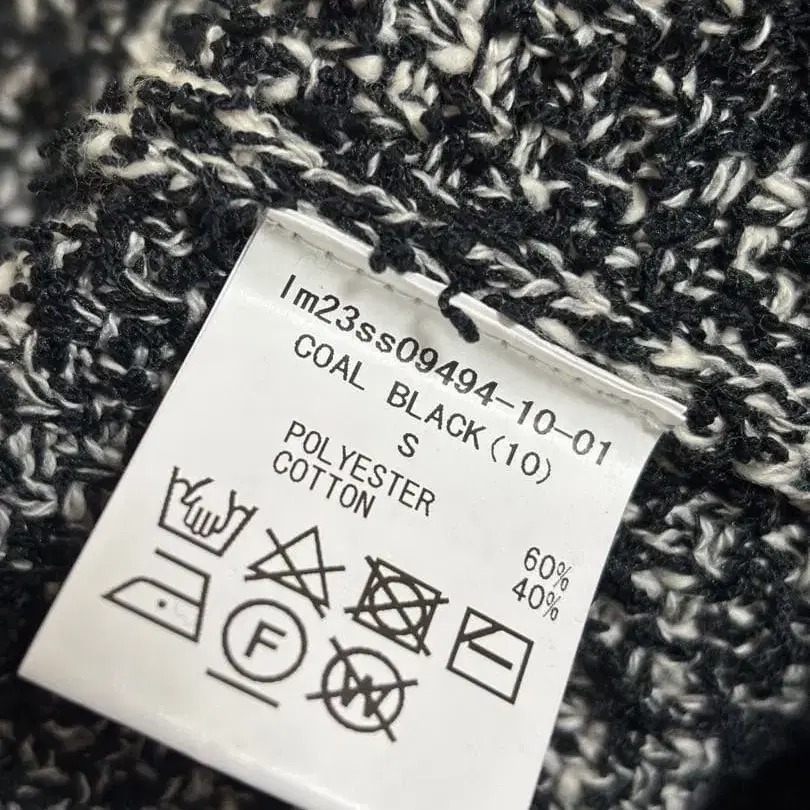 lm23ss09494-10-01
COAL BLACK(10)
S
POLYESTER 60%
COTTON 40%
F
W